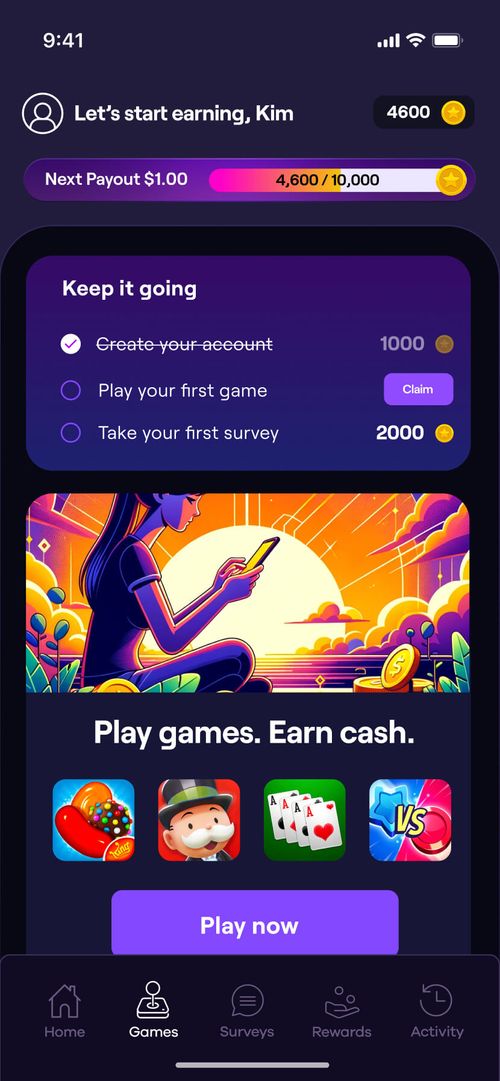 9:41
Let's start earning, Kim
4600
Next Payout $1.00
4,600 / 10,000
Keep it going
Create your account
1000
Play your first game
Claim
Take your first survey
2000
Play games. Earn cash.
King
A A A A
VS
Play now
Home
Games
Surveys
Rewards
Activity